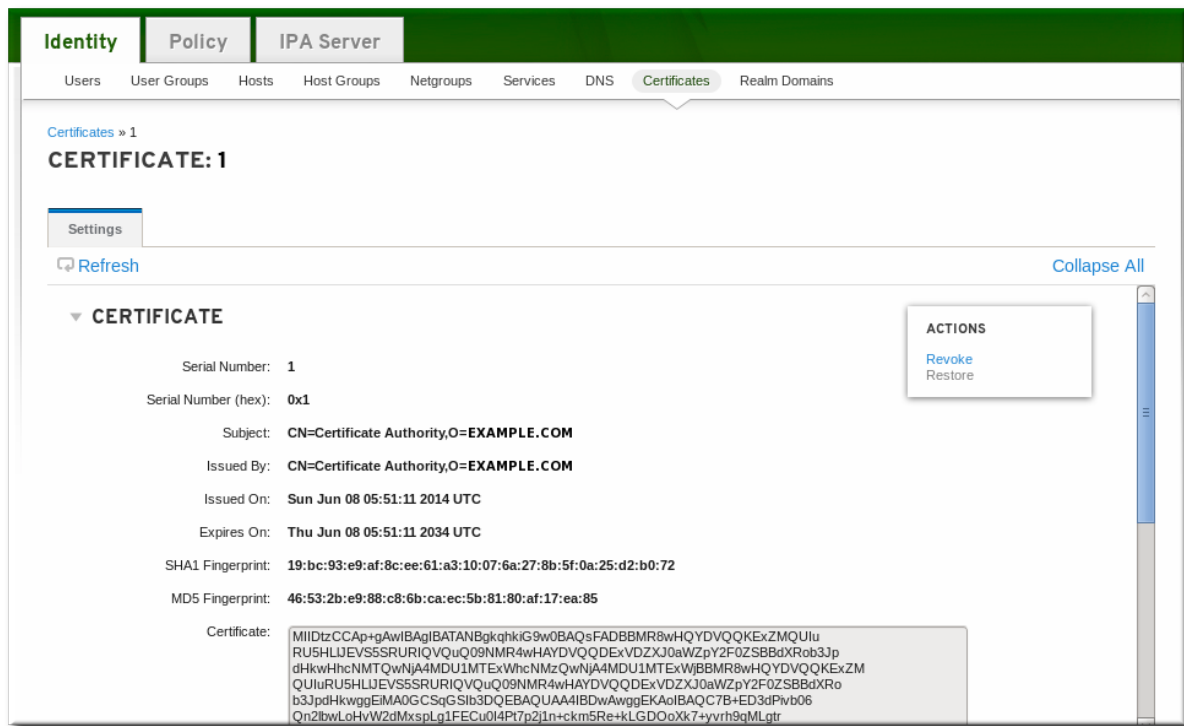 Identity Policy IPA Server
Users User Groups Hosts Host Groups Netgroups Services DNS Certificates Realm Domains
Certificates » 1
CERTIFICATE: 1
Settings
Refresh Collapse All
CERTIFICATE
ACTIONS
Revoke
Restore
Serial Number: 1
Serial Number (hex): 0x1
Subject: CN=Certificate Authority,O=EXAMPLE.COM
Issued By: CN=Certificate Authority,O=EXAMPLE.COM
Issued On: Sun Jun 08 05:51:11 2014 UTC
Expires On: Thu Jun 08 05:51:11 2034 UTC
SHA1 Fingerprint: 19:bc:93:e9:af:8c:ee:61:a3:10:07:6a:27:8b:5f:0a:25:d2:b0:72
MD5 Fingerprint: 46:53:2b:e9:88:c8:6b:ca:ec:5b:81:80:af:17:ea:85
Certificate: MIIDtzCCAp+gAwIBAgIBATANBgkqhkiG9w0BAQsFADBBMR8wHQYDVQQKExZMQUlu
RU5HLlJEVS5SRURIQVQuQ09NMR4wHAYDVQQDExVDZXJ0aWZpY2F0ZSBBdXRob3Jp
dHkwHhcNMTQwNjA4MDU1MTExWhcNMzQwNjA4MDU1MTExWjBBMR8wHQYDVQQKExZM
QUIuRU5HLlJEVS5SRURIQVQuQ09NMR4wHAYDVQQDExVDZXJ0aWZpY2F0ZSBBdXRo
b3JpdHkwggEiMA0GCSqGSIb3DQEBAQUAA4IBDwAwggEKAoIBAQC7B+ED3dPivb06
Qn2lbwLoHvW2dMxspLg1FECu0I4Pt7p2j1n+ckm5Re+kLGDOoXk7+yvrh9qMLgtr